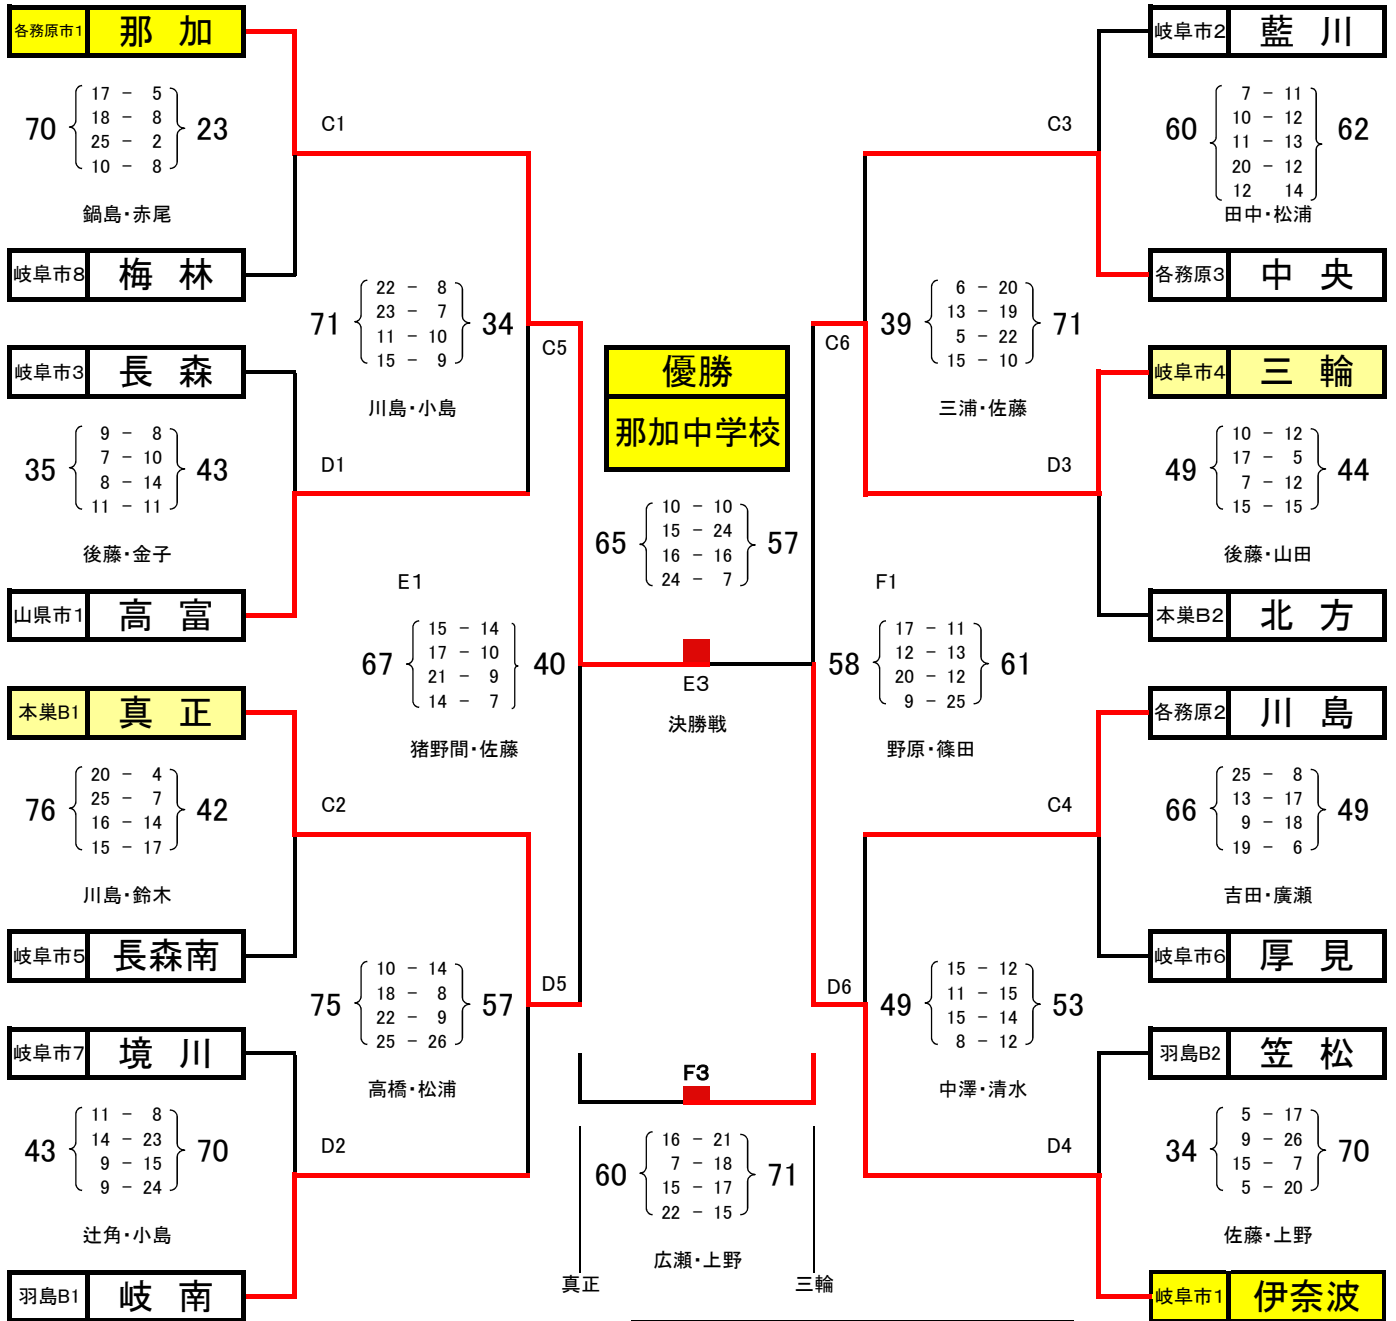 各務原市1 那 加
70 17 - 5 23
18 - 8
25 - 2
10 - 8
鍋島・赤尾
岐阜市8 梅 林
C1
岐阜市3 長 森
35 9 - 8 43
7 - 10
8 - 14
11 - 11
後藤・金子
山県市1 高 富
D1
71 22 - 8 34
23 - 7
11 - 10
15 - 9
川島・小島
C5
本巣B1 真 正
76 20 - 4 42
25 - 7
16 - 14
15 - 17
川島・鈴木
岐阜市5 長森南
C2
岐阜市7 境 川
43 11 - 8 70
14 - 23
9 - 15
9 - 24
辻角・小島
羽島B1 岐 南
D2
75 10 - 14 57
18 - 8
22 - 9
25 - 26
高橋・松浦
D5
E1
67 15 - 14 40
17 - 10
21 - 9
14 - 7
猪野間・佐藤
優勝
那加中学校
65 10 - 10 57
15 - 24
16 - 16
24 - 7
E3
決勝戦
F3
60 16 - 21 71
7 - 18
15 - 17
22 - 15
広瀬・上野
真正
三輪
F1
58 17 - 11 61
12 - 13
20 - 12
9 - 25
野原・篠田
C6
39 6 - 20 71
13 - 19
5 - 22
15 - 10
三浦・佐藤
D6
49 15 - 12 53
11 - 15
15 - 14
8 - 12
中澤・清水
C3
岐阜市2 藍 川
60 7 - 11 62
10 - 12
11 - 13
20 - 12
12 14
田中・松浦
各務原3 中 央
岐阜市4 三 輪
D3
49 10 - 12 44
17 - 5
7 - 12
15 - 15
後藤・山田
本巣B2 北 方
各務原2 川 島
C4
66 25 - 8 49
13 - 17
9 - 18
19 - 6
吉田・廣瀬
岐阜市6 厚 見
羽島B2 笠 松
D4
34 5 - 17 70
9 - 26
15 - 7
5 - 20
佐藤・上野
岐阜市1 伊奈波